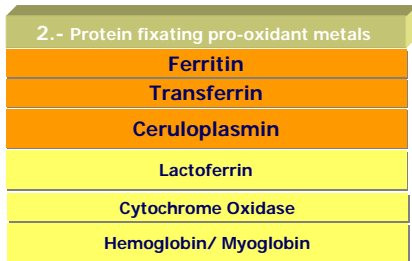 2.- Protein fixating pro-oxidant metals
Ferritin
Transferrin
Ceruloplasmin
Lactoferrin
Cytochrome Oxidase
Hemoglobin/ Myoglobin